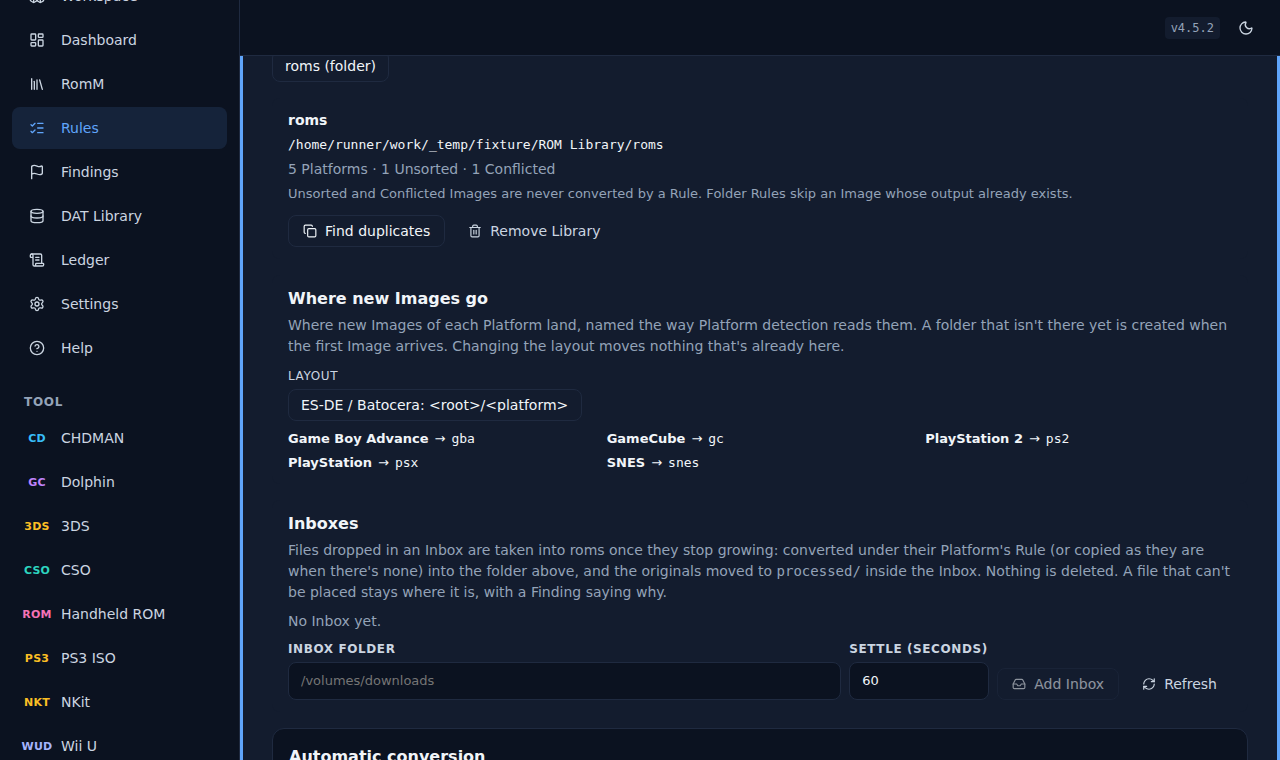 Dashboard
RomM
Rules
Findings
DAT Library
Ledger
Settings
Help
TOOL
CD CHDMAN
GC Dolphin
3DS 3DS
CSO CSO
ROM Handheld ROM
PS3 PS3 ISO
NKT NKit
WUD Wii U
v4.5.2
roms (folder)
roms
/home/runner/work/_temp/fixture/ROM Library/roms
5 Platforms · 1 Unsorted · 1 Conflicted
Unsorted and Conflicted Images are never converted by a Rule. Folder Rules skip an Image whose output already exists.
Find duplicates Remove Library
Where new Images go
Where new Images of each Platform land, named the way Platform detection reads them. A folder that isn't there yet is created when
the first Image arrives. Changing the layout moves nothing that's already here.
LAYOUT
ES-DE / Batocera: <root>/<platform>
Game Boy Advance → gba GameCube → gc PlayStation 2 → ps2
PlayStation → psx SNES → snes
Inboxes
Files dropped in an Inbox are taken into roms once they stop growing: converted under their Platform's Rule (or copied as they are
when there's none) into the folder above, and the originals moved to processed/ inside the Inbox. Nothing is deleted. A file that can't
be placed stays where it is, with a Finding saying why.
No Inbox yet.
INBOX FOLDER SETTLE (SECONDS)
/volumes/downloads 60 Add Inbox Refresh
Automatic conversion